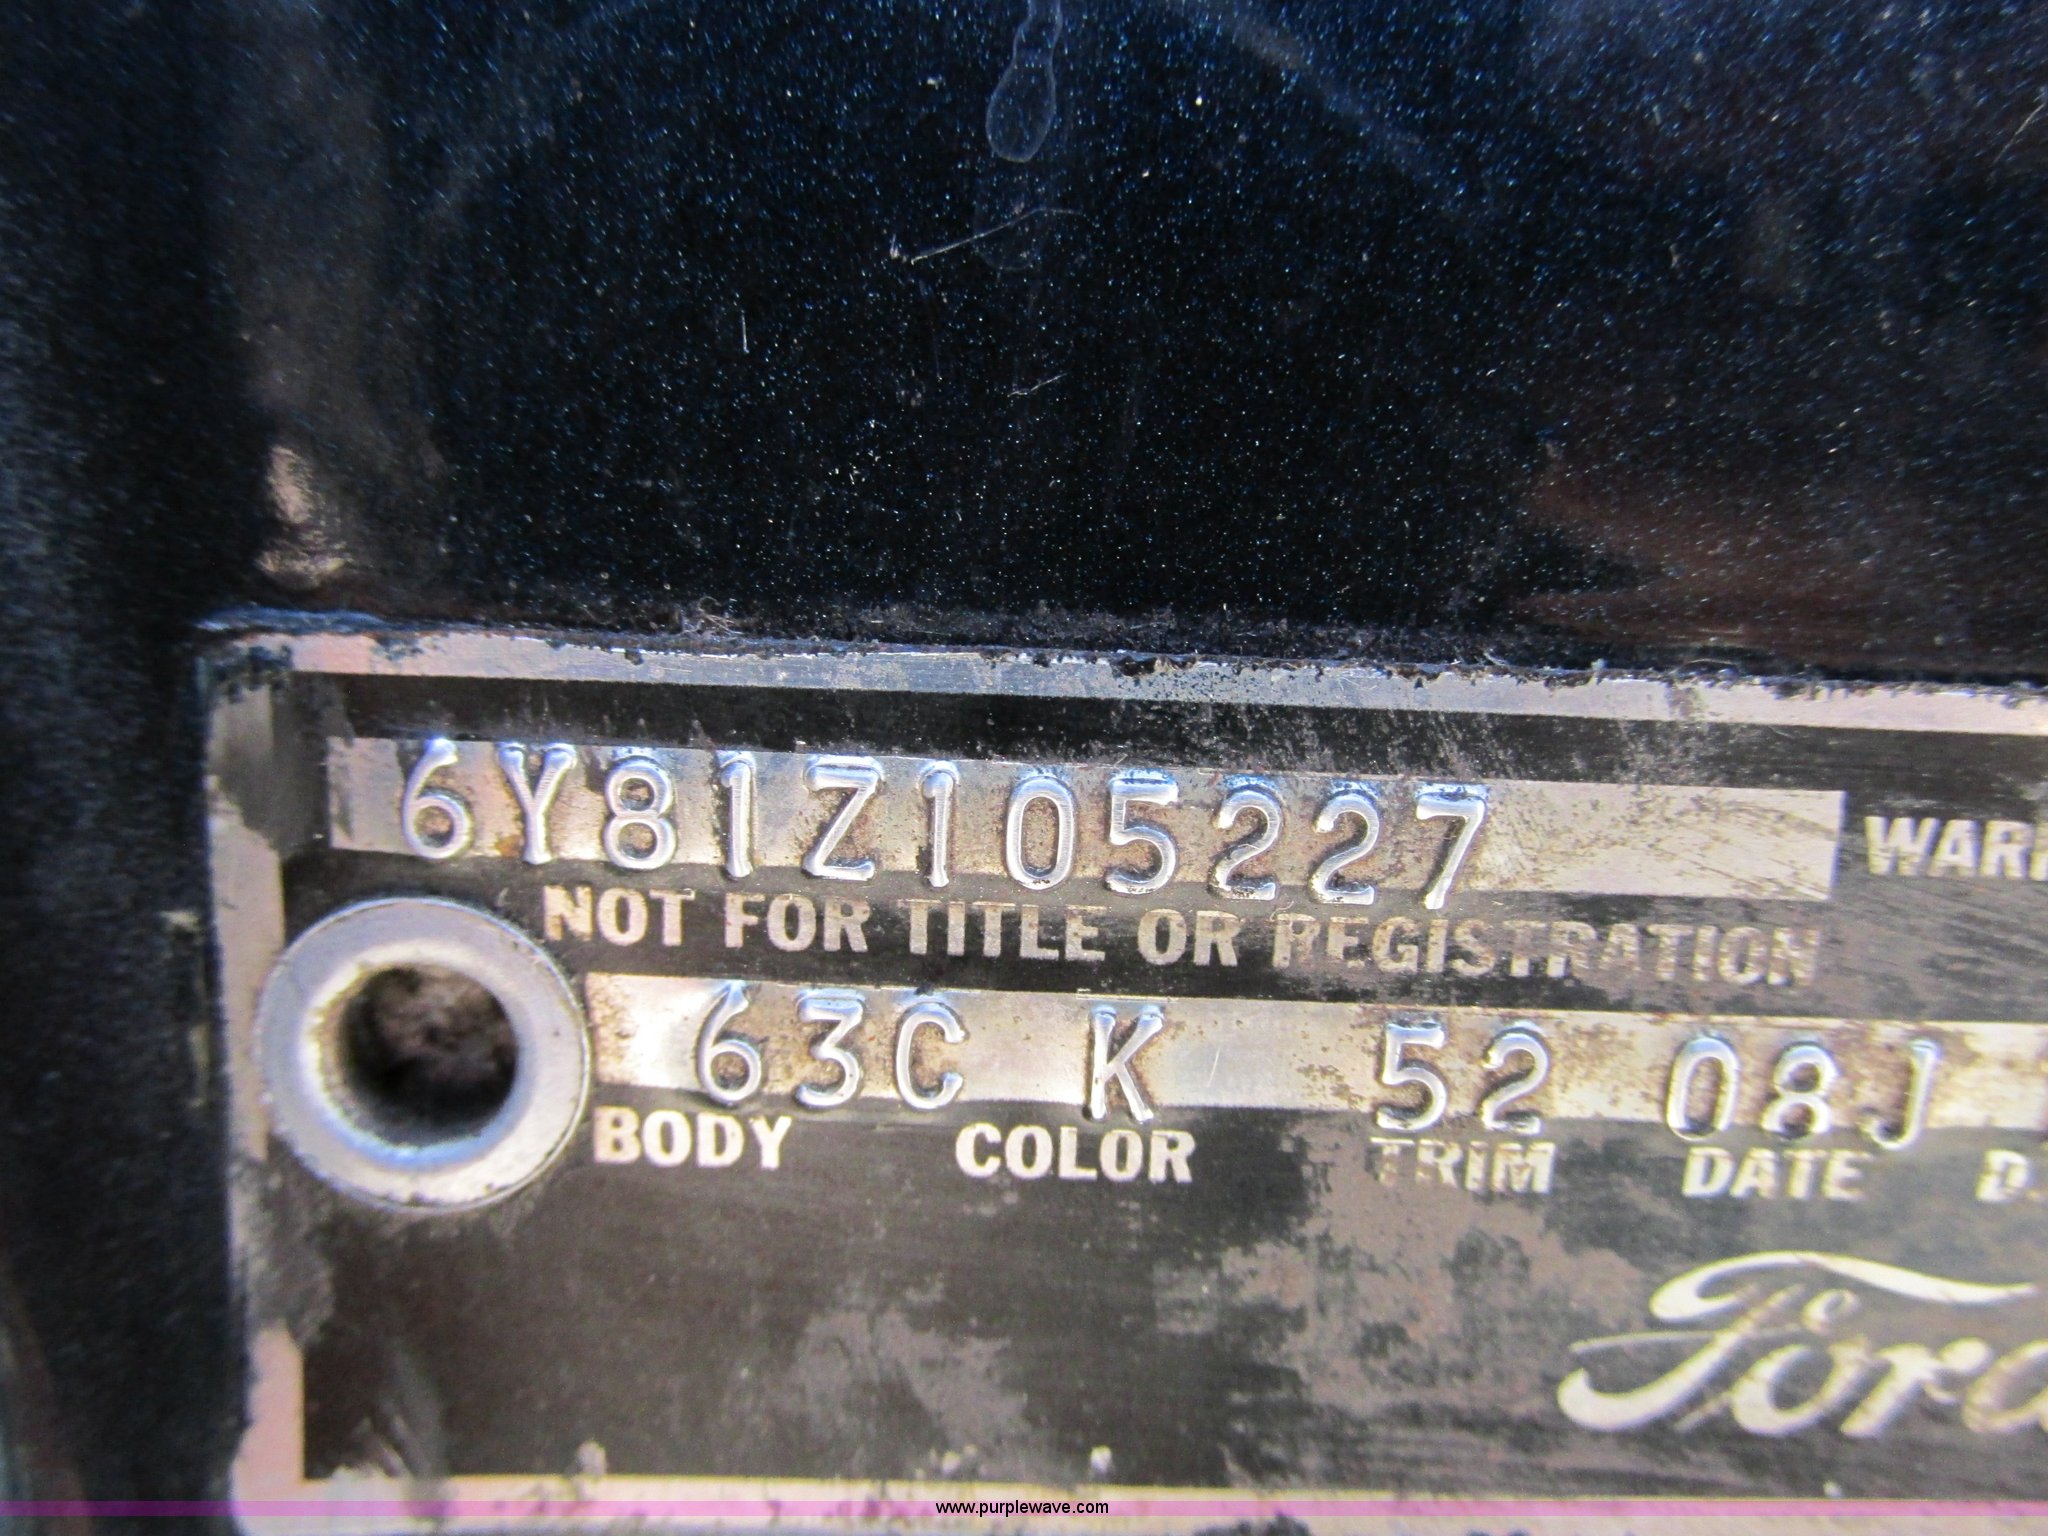 6Y81Z105227
WAR
NOT FOR TITLE OR REGISTRATION
63C K 52 08J
BODY COLOR TRIM DATE D.
Ford
www.purplewave.com